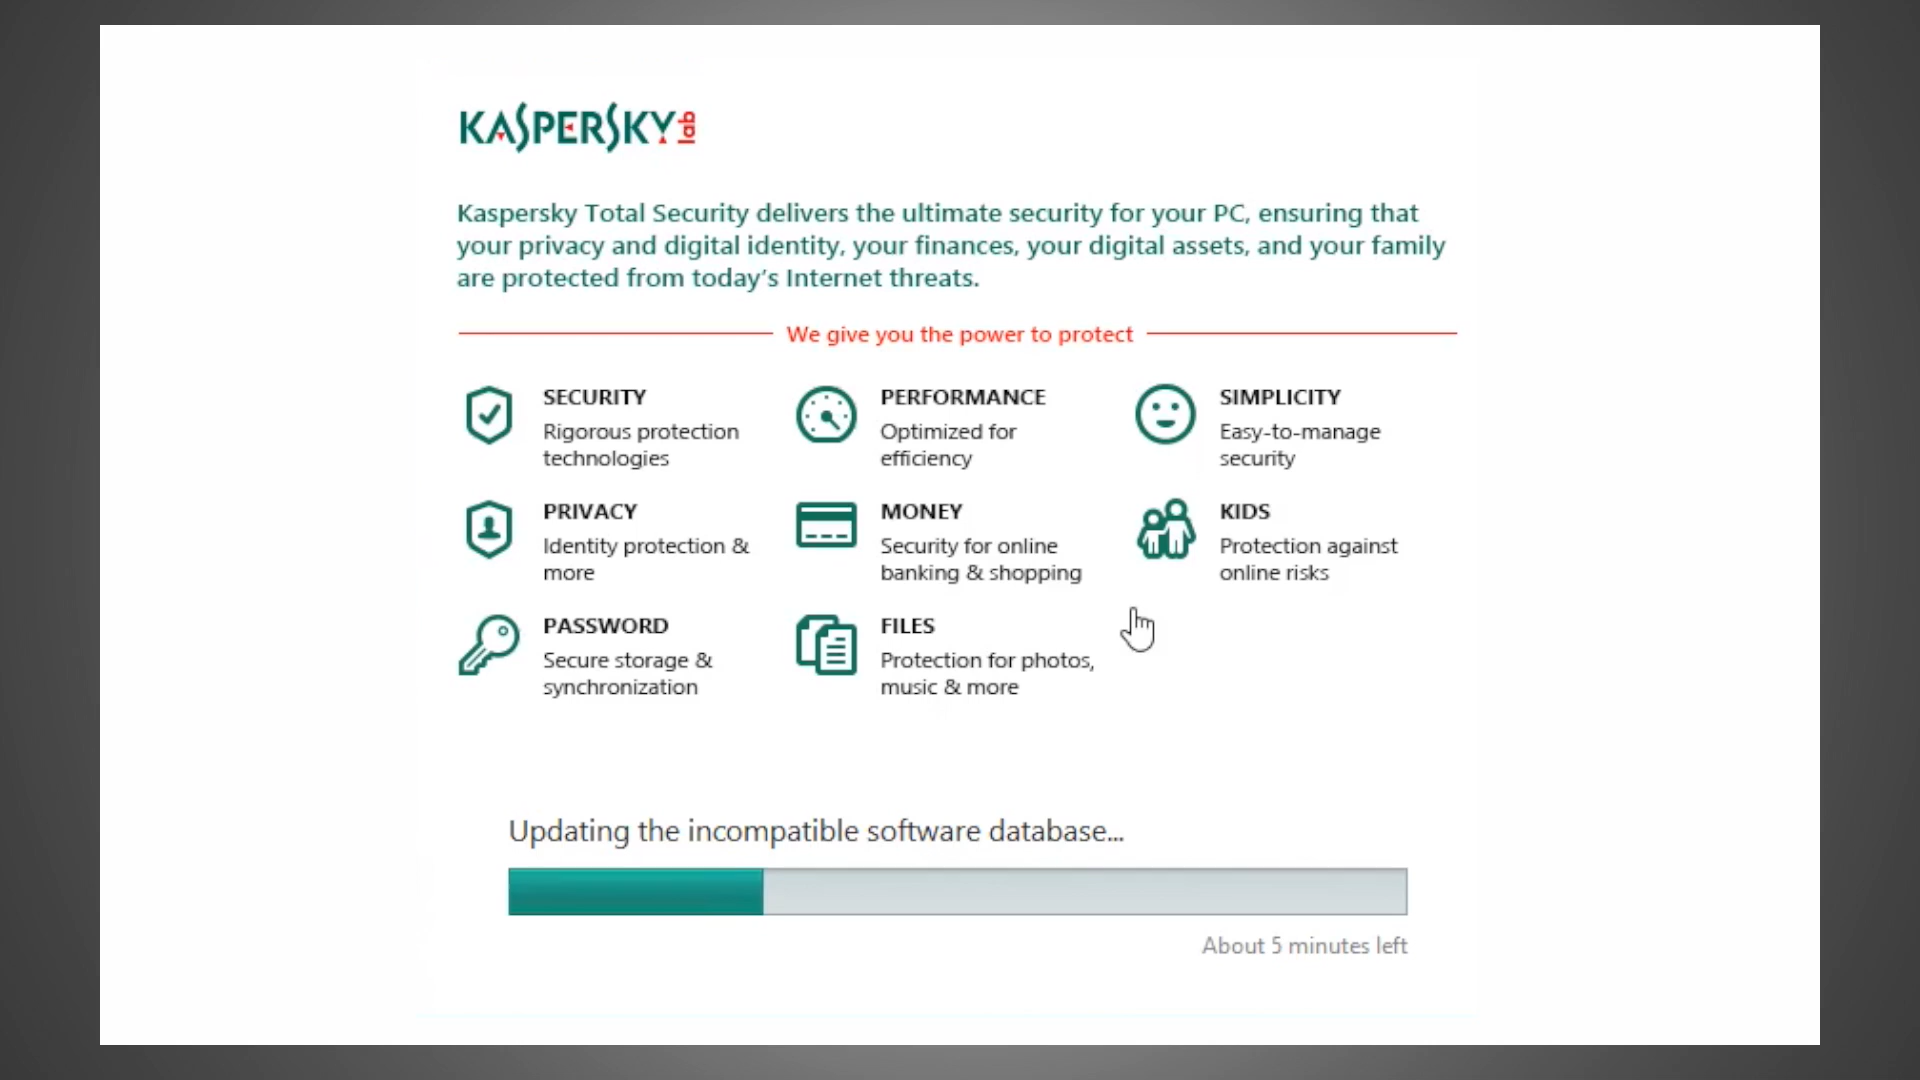 KASPERSKY lab
Kaspersky Total Security delivers the ultimate security for your PC, ensuring that
your privacy and digital identity, your finances, your digital assets, and your family
are protected from today's Internet threats.
We give you the power to protect
SECURITY
Rigorous protection
technologies
PERFORMANCE
Optimized for
efficiency
SIMPLICITY
Easy-to-manage
security
PRIVACY
Identity protection &
more
MONEY
Security for online
banking & shopping
KIDS
Protection against
online risks
PASSWORD
Secure storage &
synchronization
FILES
Protection for photos,
music & more
Updating the incompatible software database...
About 5 minutes left